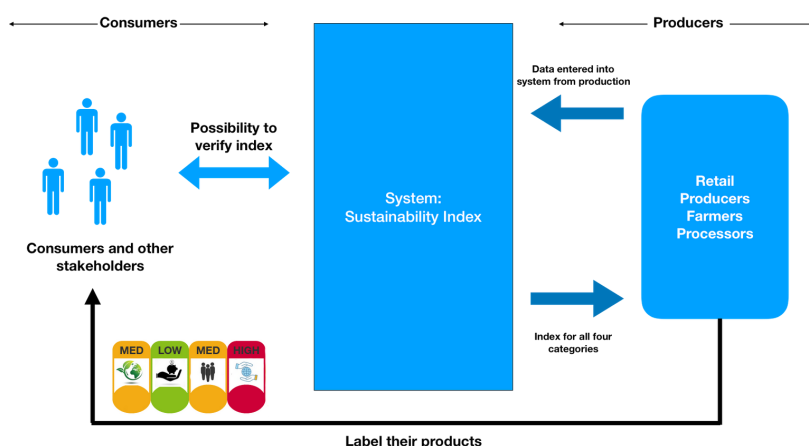 Consumers
Producers
Data entered into
system from production
Possibility to
verify index
System:
Sustainability Index
Retail
Producers
Farmers
Processors
Consumers and other
stakeholders
Index for all four
categories
MED LOW MED HIGH
Label their products